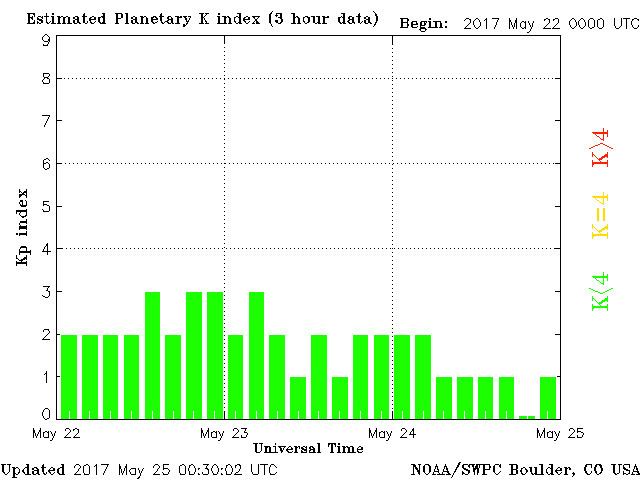 Estimated Planetary K index (3 hour data) Begin: 2017 May 22 0000 UTC
9
8
7
6
5
4
3
2
1
0
Kp index
May 22 May 23 May 24 May 25
Universal Time
K>4
K=4
K<4
Updated 2017 May 25 00:30:02 UTC NOAA/SWPC Boulder, CO USA